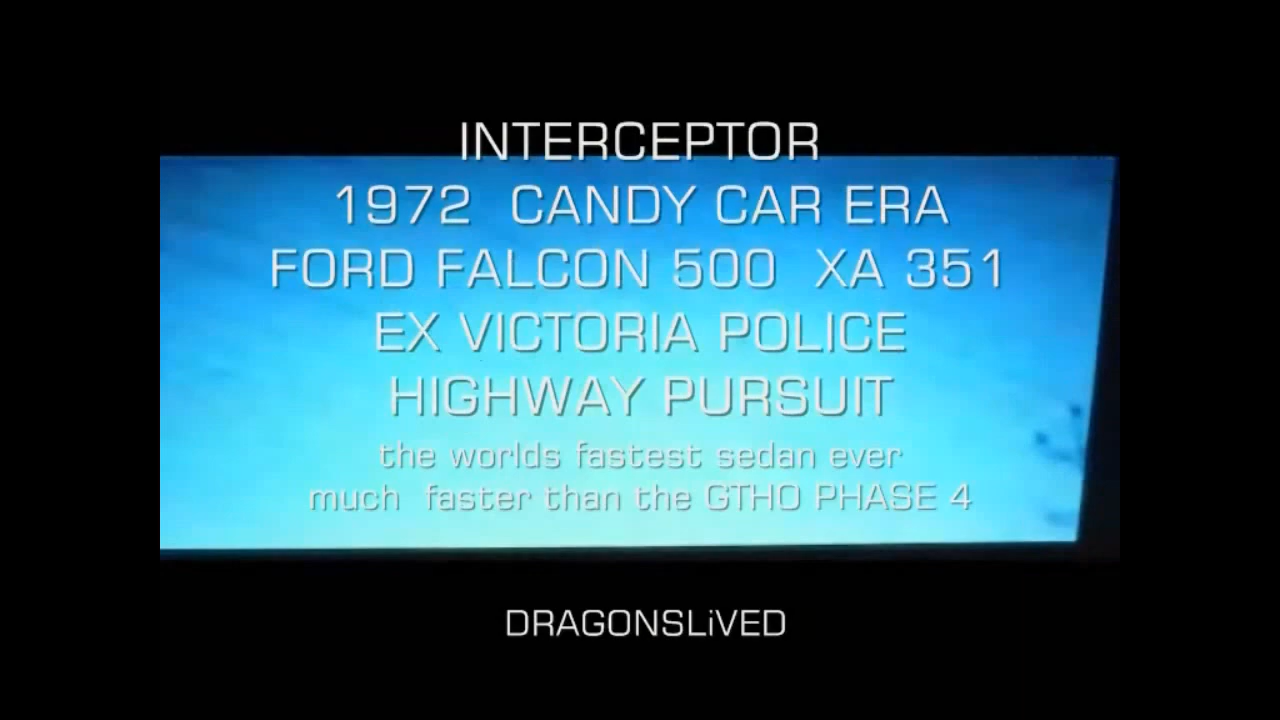 INTERCEPTOR
1972 CANDY CAR ERA
FORD FALCON 500 XA 351
EX VICTORIA POLICE
HIGHWAY PURSUIT
the worlds fastest sedan ever
much faster than the GTHO PHASE 4
DRAGONSLiVED